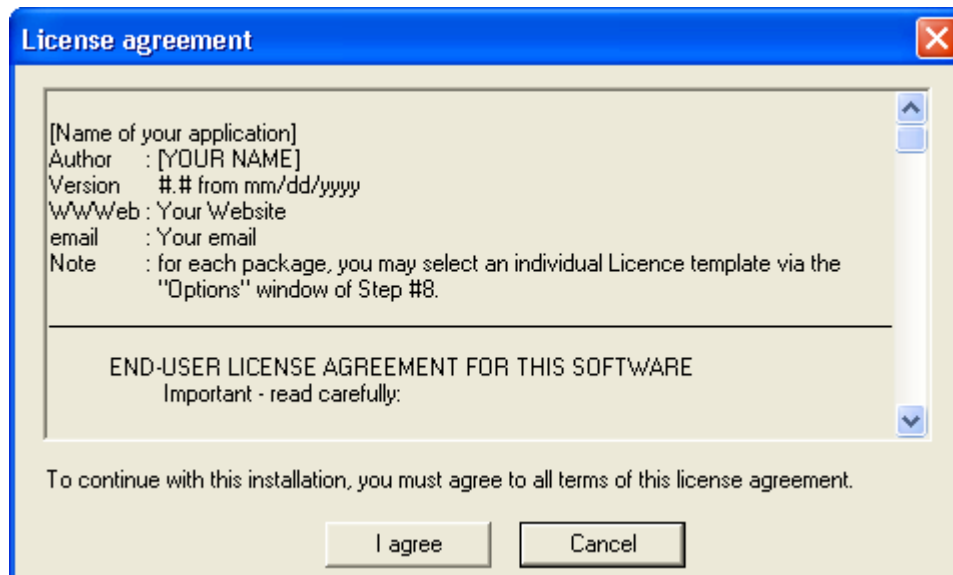 License agreement
[Name of your application]
Author : [YOUR NAME]
Version #.# from mm/dd/yyyy
WWWeb : Your Website
email : Your email
Note : for each package, you may select an individual Licence template via the
"Options" window of Step #8.
END-USER LICENSE AGREEMENT FOR THIS SOFTWARE
Important - read carefully:
To continue with this installation, you must agree to all terms of this license agreement.
I agree
Cancel